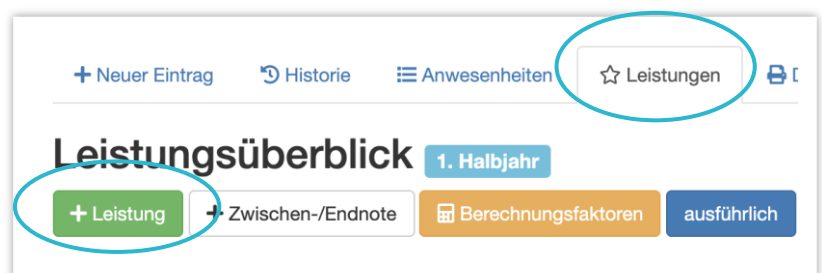 Neuer Eintrag Historie Anwesenheiten Leistungen
Leistungsüberblick 1. Halbjahr
+ Leistung + Zwischen-/Endnote Berechnungsfaktoren ausführlich